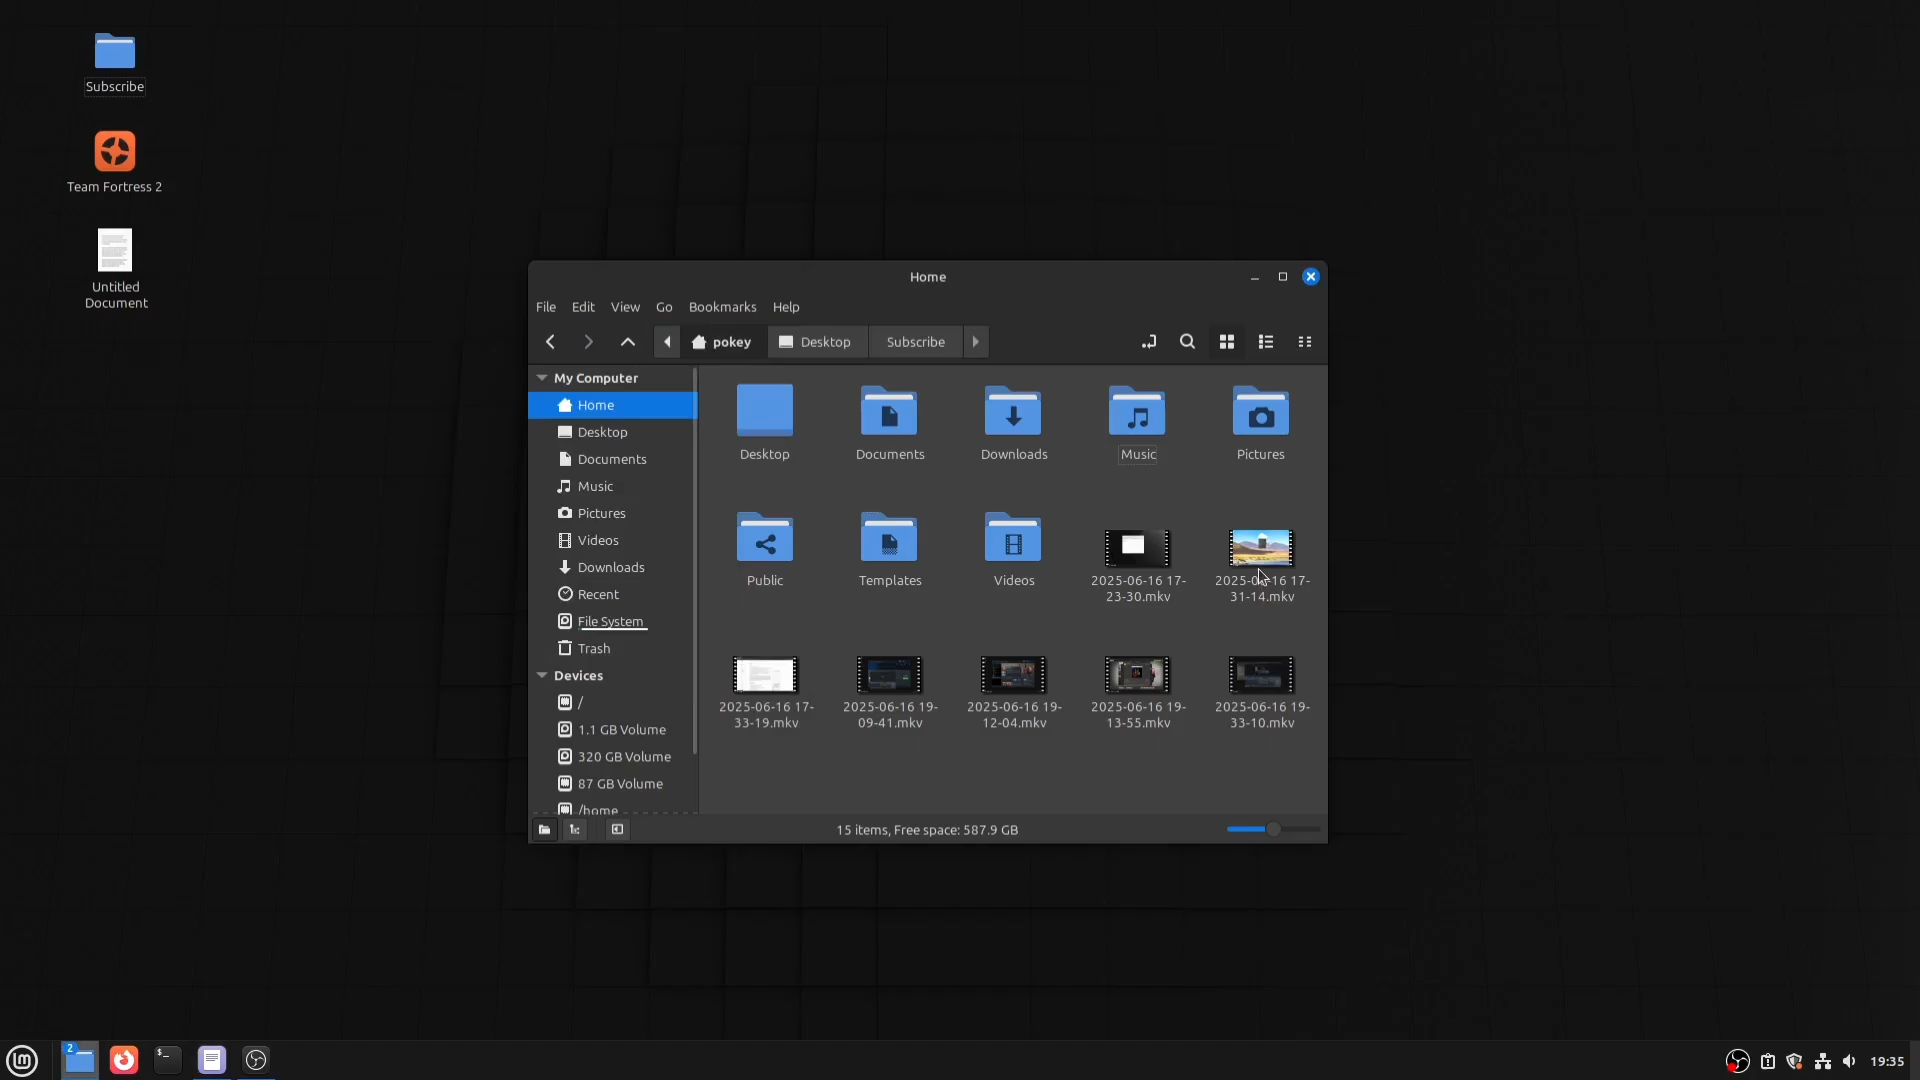 Subscribe
Team Fortress 2
Untitled
Document
Home
File Edit View Go Bookmarks Help
pokey Desktop Subscribe
My Computer
Home
Desktop
Documents
Music
Pictures
Videos
Downloads
Recent
File System
Trash
Devices
/
1.1 GB Volume
320 GB Volume
87 GB Volume
/home
Desktop Documents Downloads Music Pictures
Public Templates Videos 2025-06-16 17- 2025-06-16 17-
23-30.mkv 31-14.mkv
2025-06-16 17- 2025-06-16 19- 2025-06-16 19- 2025-06-16 19- 2025-06-16 19-
33-19.mkv 09-41.mkv 12-04.mkv 13-55.mkv 33-10.mkv
15 items, Free space: 587.9 GB
2
19:35